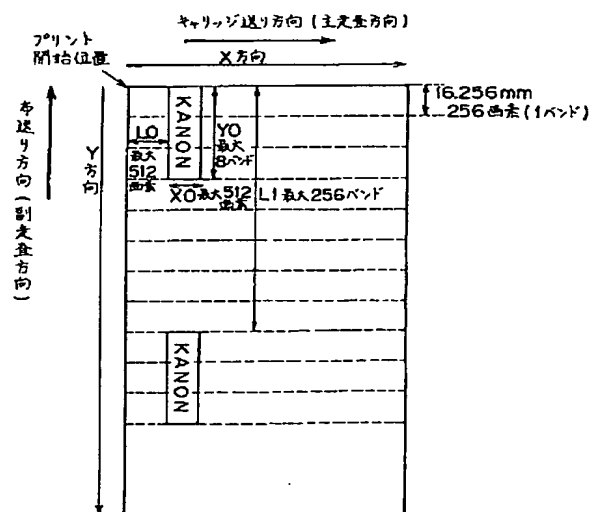 キャリッジ送り方向(主走査方向)
プリント
開始位置
X方向
16.256mm
256画素(1バンド)
布送り方向(副走査方向)
Y方向
L0
最大
512
画素
KANON
Y0
最大
8バンド
X0最大512
画素
L1最大256バンド
KANON